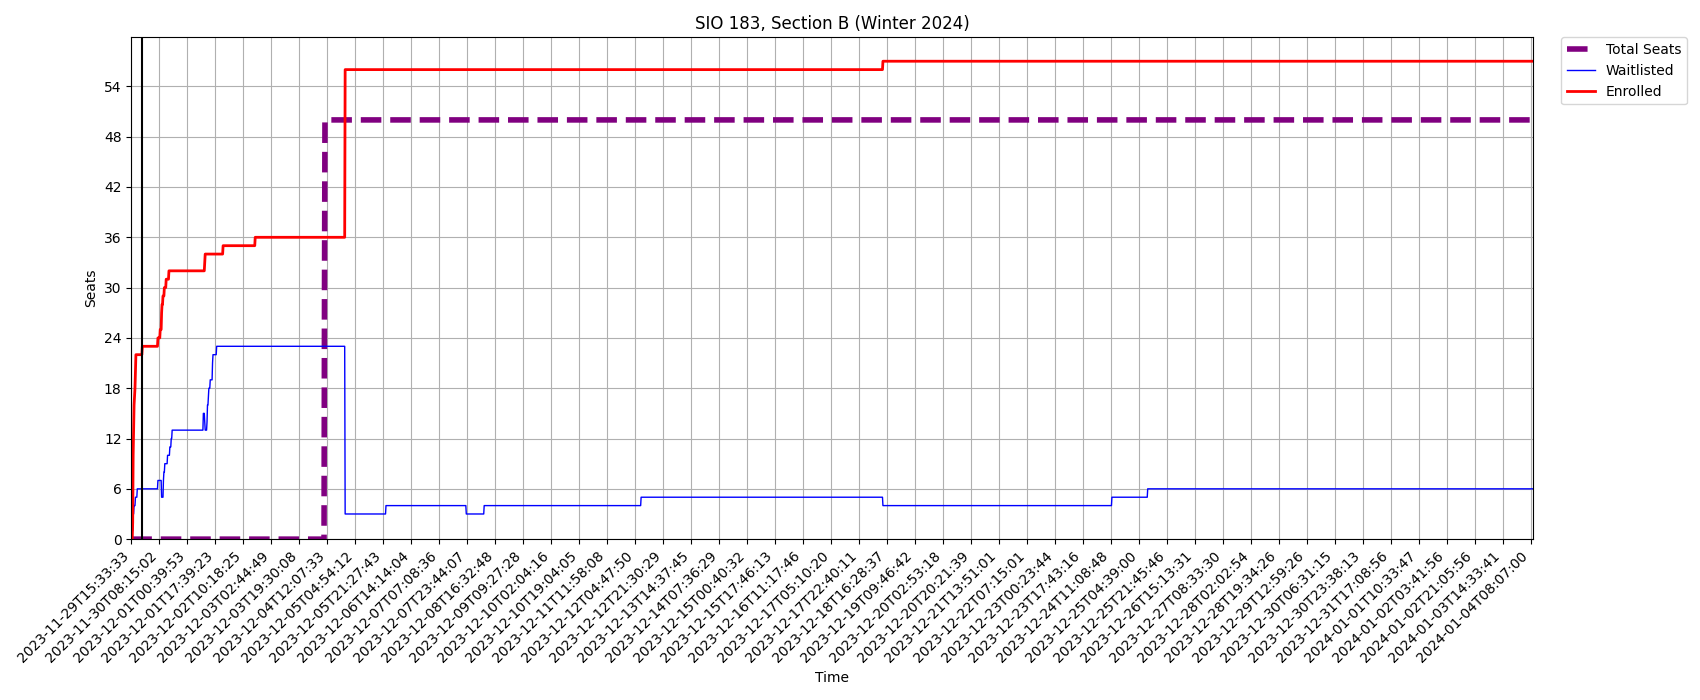 SIO 183, Section B (Winter 2024)
Total Seats
Waitlisted
Enrolled
Seats
54
48
42
36
30
24
18
12
6
0
2023-11-29T15:33:33
2023-11-30T08:15:02
2023-12-01T00:39:53
2023-12-01T17:39:23
2023-12-02T10:18:25
2023-12-03T02:44:49
2023-12-03T19:30:08
2023-12-04T12:07:33
2023-12-05T04:54:12
2023-12-05T21:27:43
2023-12-06T14:14:04
2023-12-07T07:08:36
2023-12-07T23:44:07
2023-12-08T16:32:48
2023-12-09T09:27:28
2023-12-10T02:04:16
2023-12-10T19:04:05
2023-12-11T11:58:08
2023-12-12T04:47:50
2023-12-12T21:30:29
2023-12-13T14:37:45
2023-12-14T07:36:29
2023-12-15T00:40:32
2023-12-15T17:46:13
2023-12-16T11:17:46
2023-12-17T05:10:20
2023-12-17T22:40:11
2023-12-18T16:28:37
2023-12-19T09:46:42
2023-12-20T02:53:18
2023-12-20T20:21:39
2023-12-21T13:51:01
2023-12-22T07:15:01
2023-12-23T00:23:44
2023-12-23T17:43:16
2023-12-24T11:08:48
2023-12-25T04:39:00
2023-12-25T21:45:46
2023-12-26T15:13:31
2023-12-27T08:33:30
2023-12-28T02:02:54
2023-12-28T19:34:26
2023-12-29T12:59:26
2023-12-30T06:31:15
2023-12-30T23:38:13
2023-12-31T17:08:56
2024-01-01T10:33:47
2024-01-02T03:41:56
2024-01-02T21:05:56
2024-01-03T14:33:41
2024-01-04T08:07:00
Time